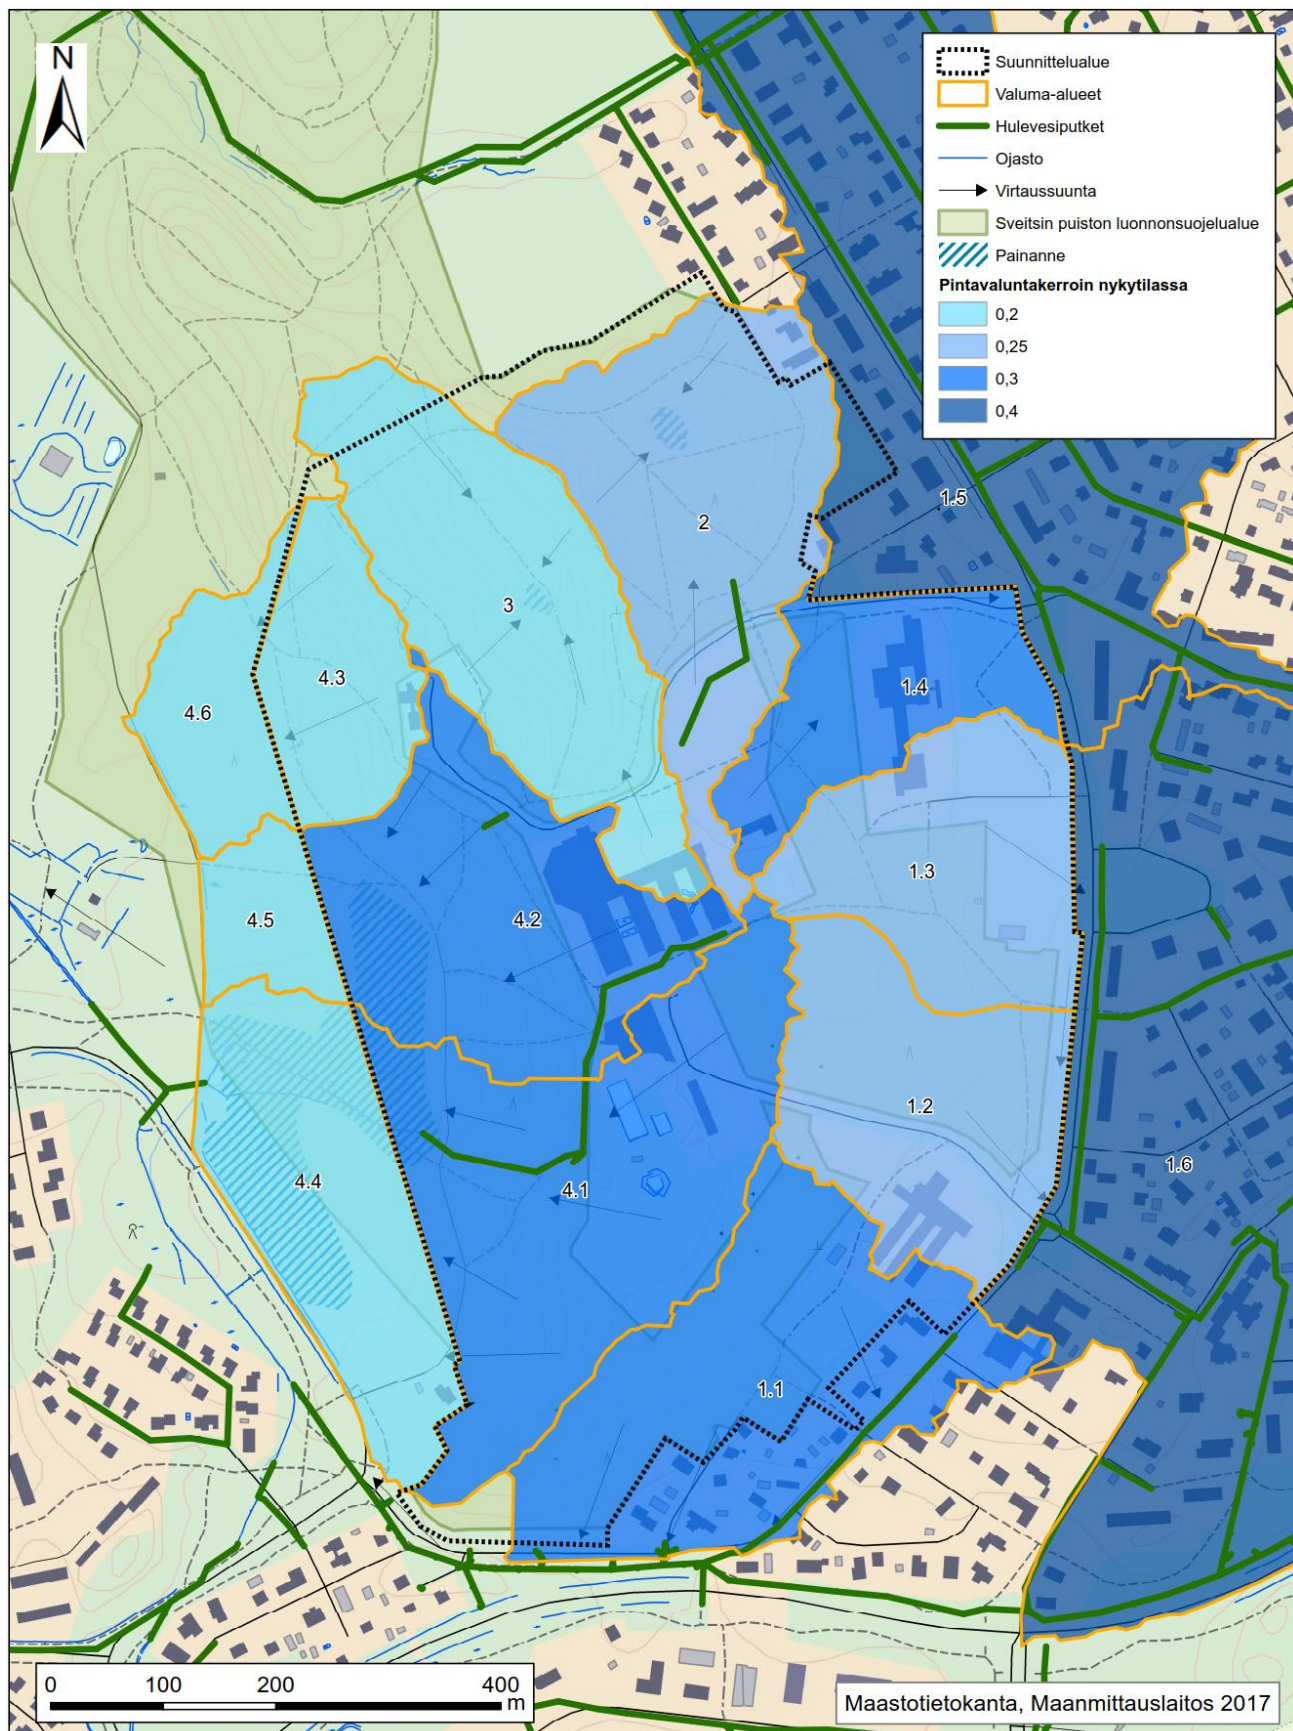 N
Suunnittelualue
Valuma-alueet
Hulevesiputket
Ojasto
Virtaussuunta
Sveitsin puiston luonnonsuojelualue
Painanne
Pintavaluntakerroin nykytilassa
0,2
0,25
0,3
0,4
1.5
2
3
4.3
1.4
4.6
1.3
4.5
4.2
1.2
1.6
4.4
4.1
1.1
0 100 200 400
m
Maastotietokanta, Maanmittauslaitos 2017